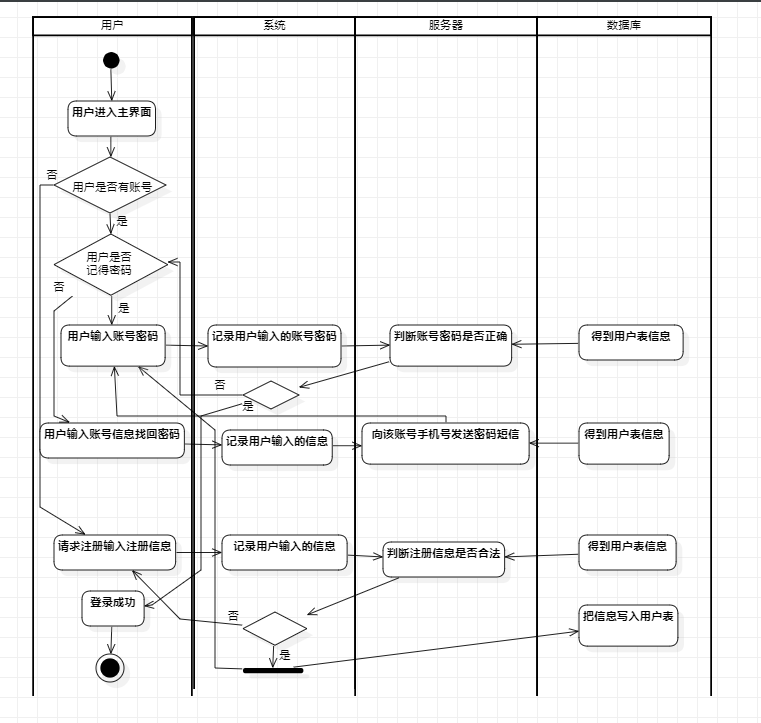 用户
系统
服务器
数据库
用户进入主界面
否
用户是否有账号
是
用户是否
记得密码
否
是
用户输入账号密码
记录用户输入的账号密码
判断账号密码是否正确
得到用户表信息
否
是
用户输入账号信息找回密码
记录用户输入的信息
向该账号手机号发送密码短信
得到用户表信息
请求注册输入注册信息
记录用户输入的信息
判断注册信息是否合法
得到用户表信息
登录成功
否
把信息写入用户表
是